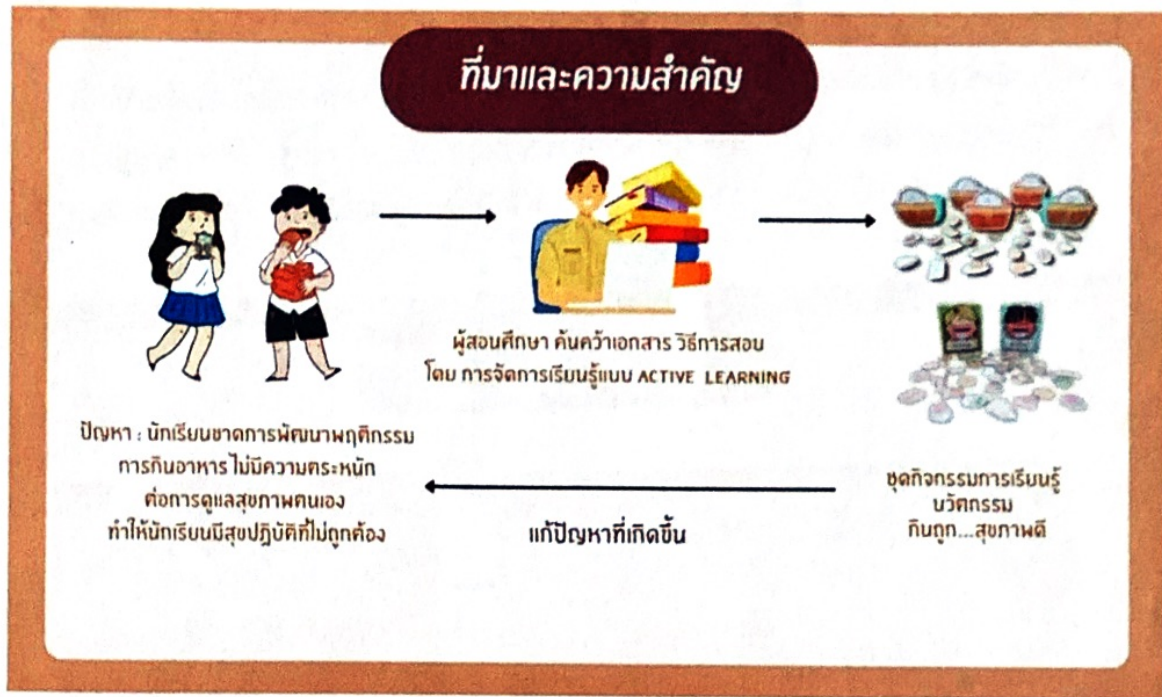 ที่มาและความสำคัญ
ผู้สอนศึกษา ค้นคว้าเอกสาร วิธีการสอน
โดย การจัดการเรียนรู้แบบ ACTIVE LEARNING
ปัญหา : นักเรียนขาดการพัฒนาพฤติกรรม
การกินอาหาร ไม่มีความตระหนัก
ต่อการดูแลสุขภาพตนเอง
ทำให้นักเรียนมีสุขปฏิบัติที่ไม่ถูกต้อง
แก้ปัญหาที่เกิดขึ้น
ชุดกิจกรรมการเรียนรู้
นวัตกรรม
กินถูก...สุขภาพดี